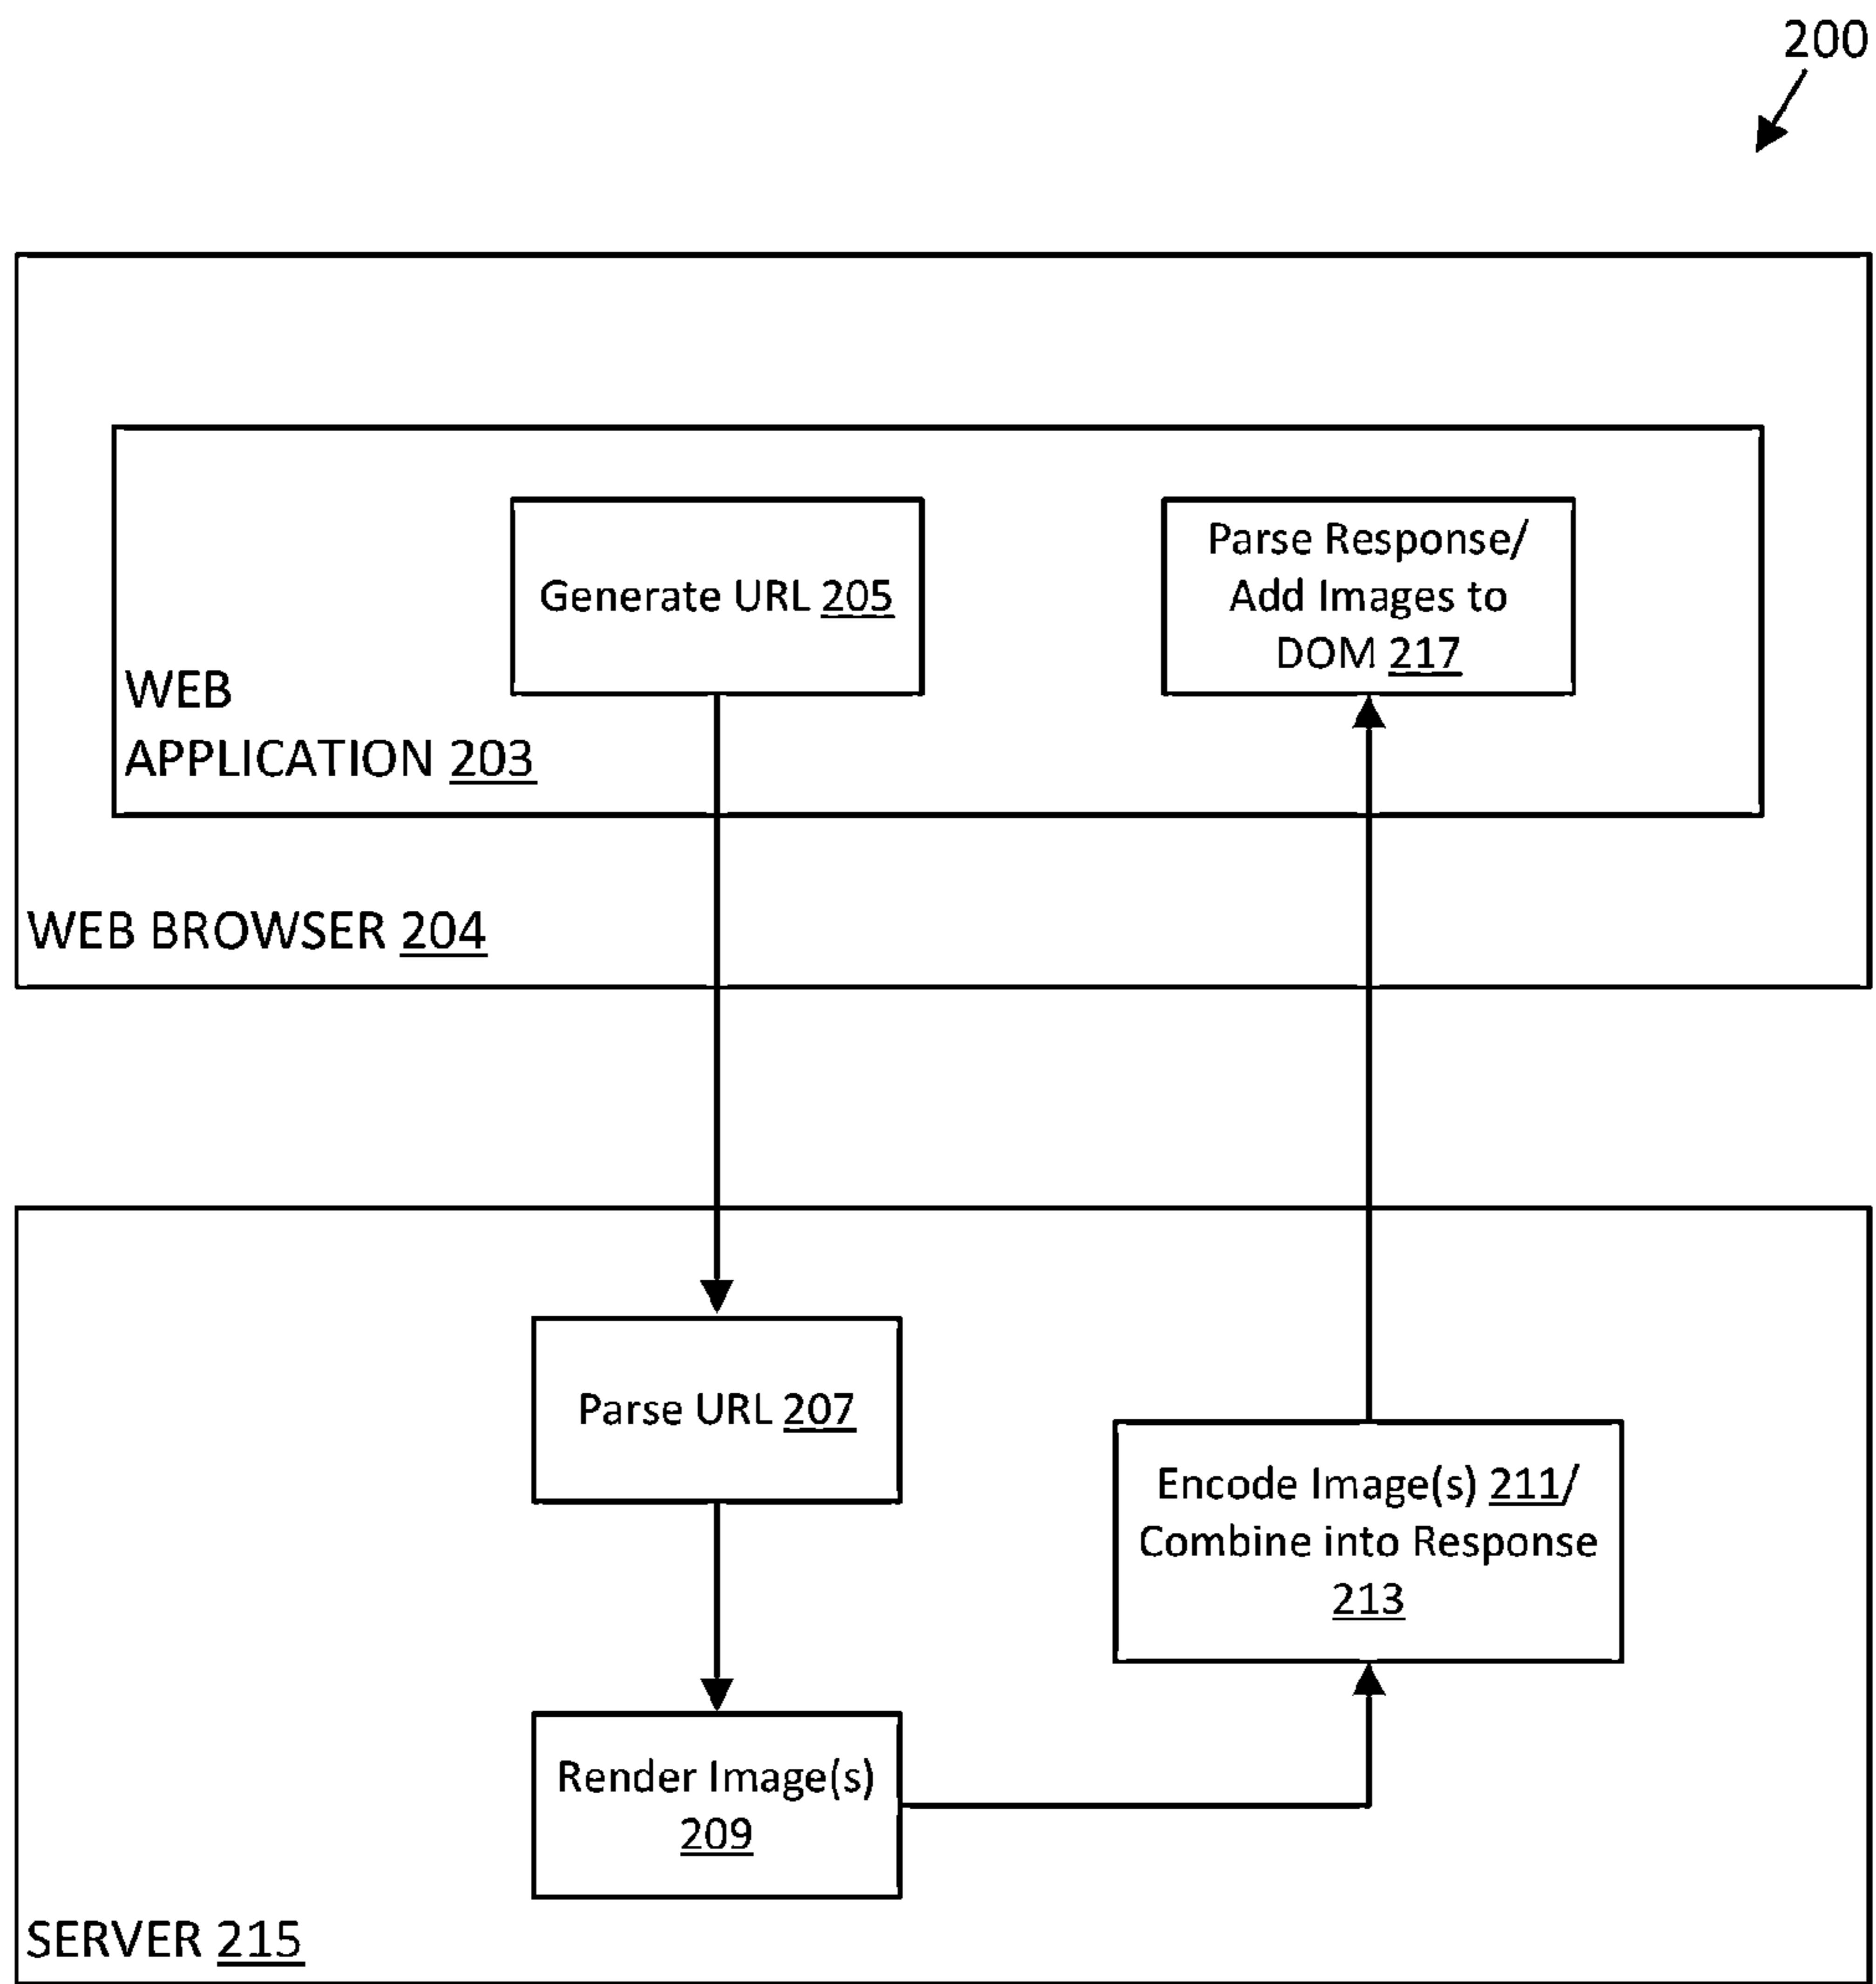 200
Generate URL 205
Parse Response/
Add Images to
DOM 217
WEB
APPLICATION 203
WEB BROWSER 204
Parse URL 207
Encode Image(s) 211/
Combine into Response
213
Render Image(s)
209
SERVER 215